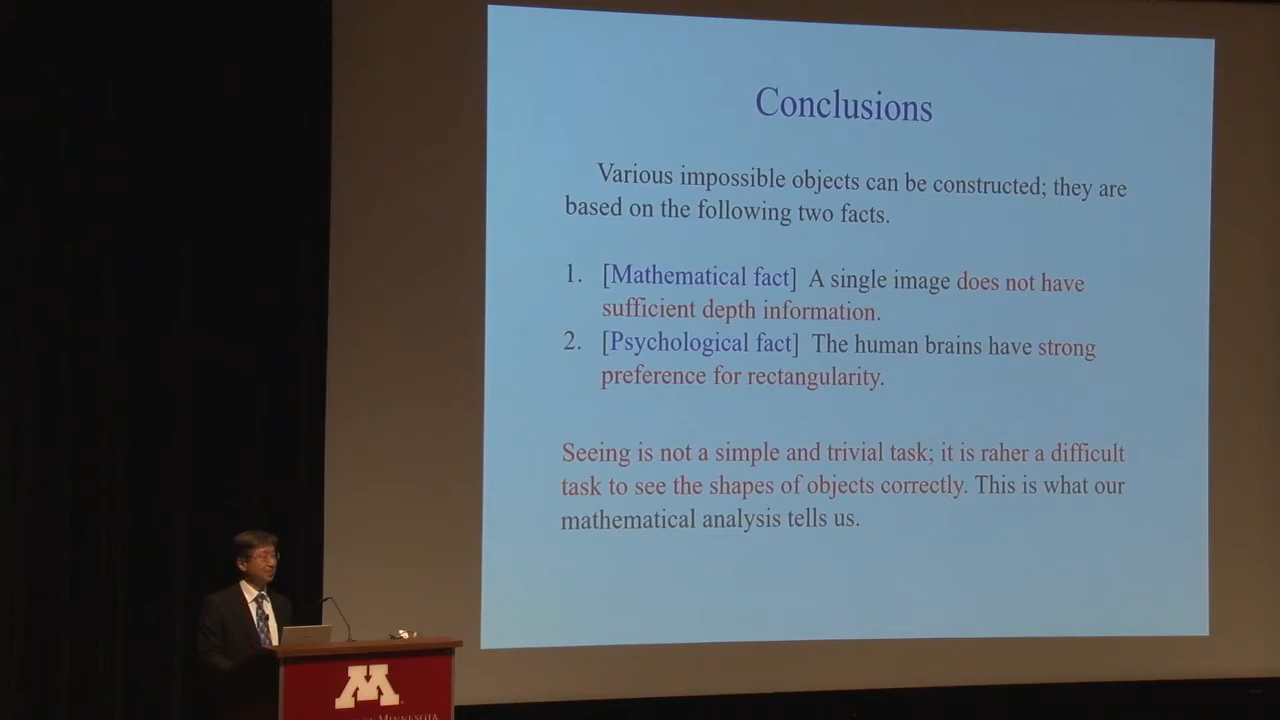 Conclusions
Various impossible objects can be constructed; they are
based on the following two facts.
1. [Mathematical fact] A single image does not have
sufficient depth information.
2. [Psychological fact] The human brains have strong
preference for rectangularity.
Seeing is not a simple and trivial task; it is raher a difficult
task to see the shapes of objects correctly. This is what our
mathematical analysis tells us.
M
MINNESOTA